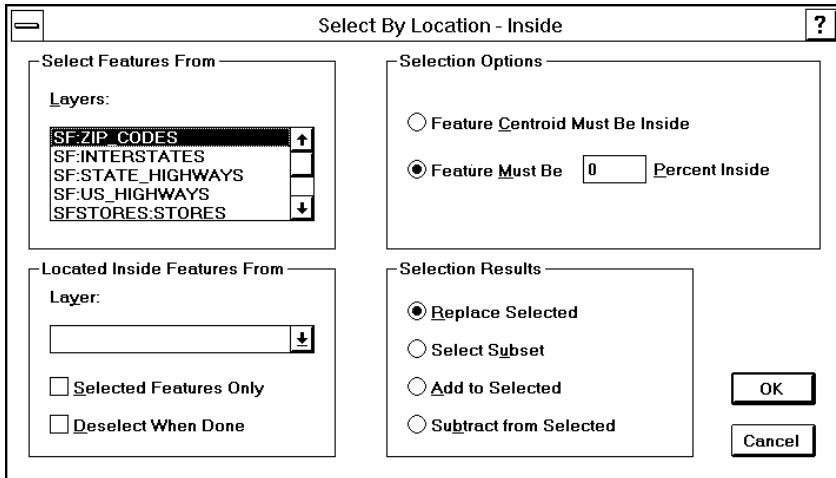 Select By Location - Inside
?
Select Features From
Layers:
SF:ZIP_CODES
SF:INTERSTATES
SF:STATE_HIGHWAYS
SF:US_HIGHWAYS
SFSTORES:STORES
Selection Options
Feature Centroid Must Be Inside
Feature Must Be 0 Percent Inside
Located Inside Features From
Layer:
Selected Features Only
Deselect When Done
Selection Results
Replace Selected
Select Subset
Add to Selected
Subtract from Selected
OK
Cancel